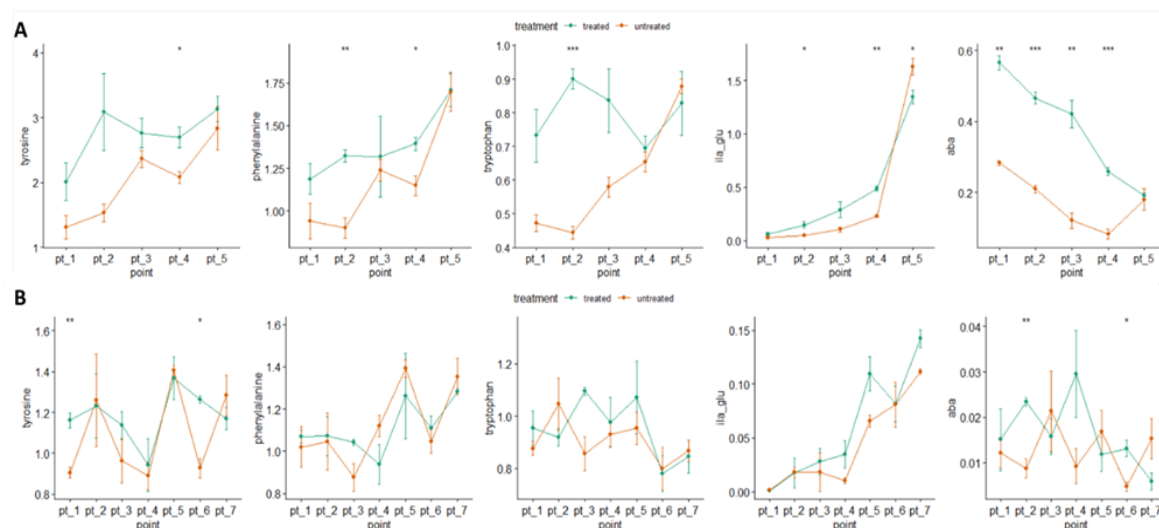 A
treatment treated untreated
* ** * *** * ** * ** *** ** ***
tyrosine
4
3
2
1
pt_1 pt_2 pt_3 pt_4 pt_5
point
phenylalanine
1.75
1.50
1.25
1.00
pt_1 pt_2 pt_3 pt_4 pt_5
point
tryptophan
1.0
0.9
0.8
0.7
0.6
0.5
0.4
pt_1 pt_2 pt_3 pt_4 pt_5
point
ila_glu
1.5
1.0
0.5
0.0
pt_1 pt_2 pt_3 pt_4 pt_5
point
aba
0.6
0.4
0.2
pt_1 pt_2 pt_3 pt_4 pt_5
point
B
treatment treated untreated
** * ** *
tyrosine
1.6
1.4
1.2
1.0
0.8
pt_1 pt_2 pt_3 pt_4 pt_5 pt_6 pt_7
point
phenylalanine
1.6
1.4
1.2
1.0
0.8
pt_1 pt_2 pt_3 pt_4 pt_5 pt_6 pt_7
point
tryptophan
1.4
1.2
1.0
0.8
pt_1 pt_2 pt_3 pt_4 pt_5 pt_6 pt_7
point
ila_glu
0.15
0.10
0.05
0.00
pt_1 pt_2 pt_3 pt_4 pt_5 pt_6 pt_7
point
aba
0.04
0.03
0.02
0.01
pt_1 pt_2 pt_3 pt_4 pt_5 pt_6 pt_7
point